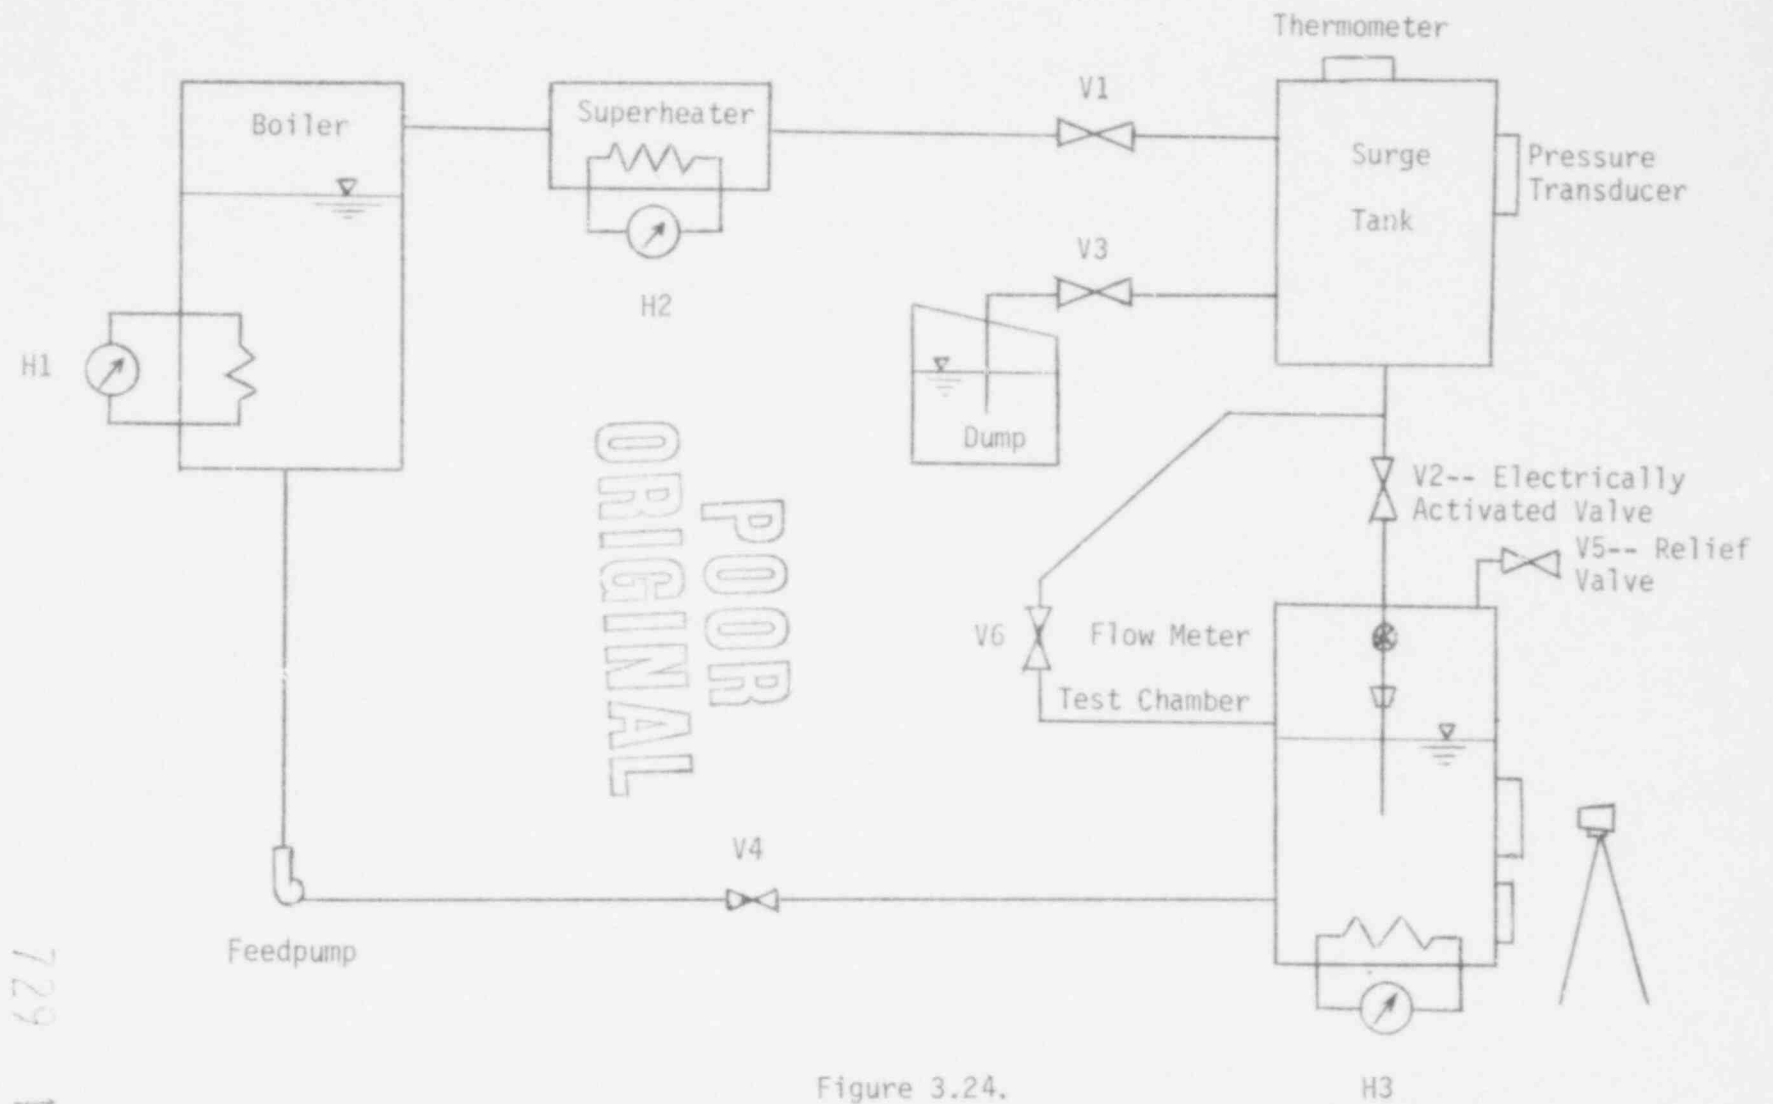 Thermometer
Boiler
Superheater
V1
Surge
Tank
Pressure
Transducer
V3
H2
H1
Dump
V2-- Electrically
Activated Valve
V5-- Relief
Valve
POOR
ORIGINAL
V6
Flow Meter
Test Chamber
V4
Feedpump
729
Figure 3.24.
H3